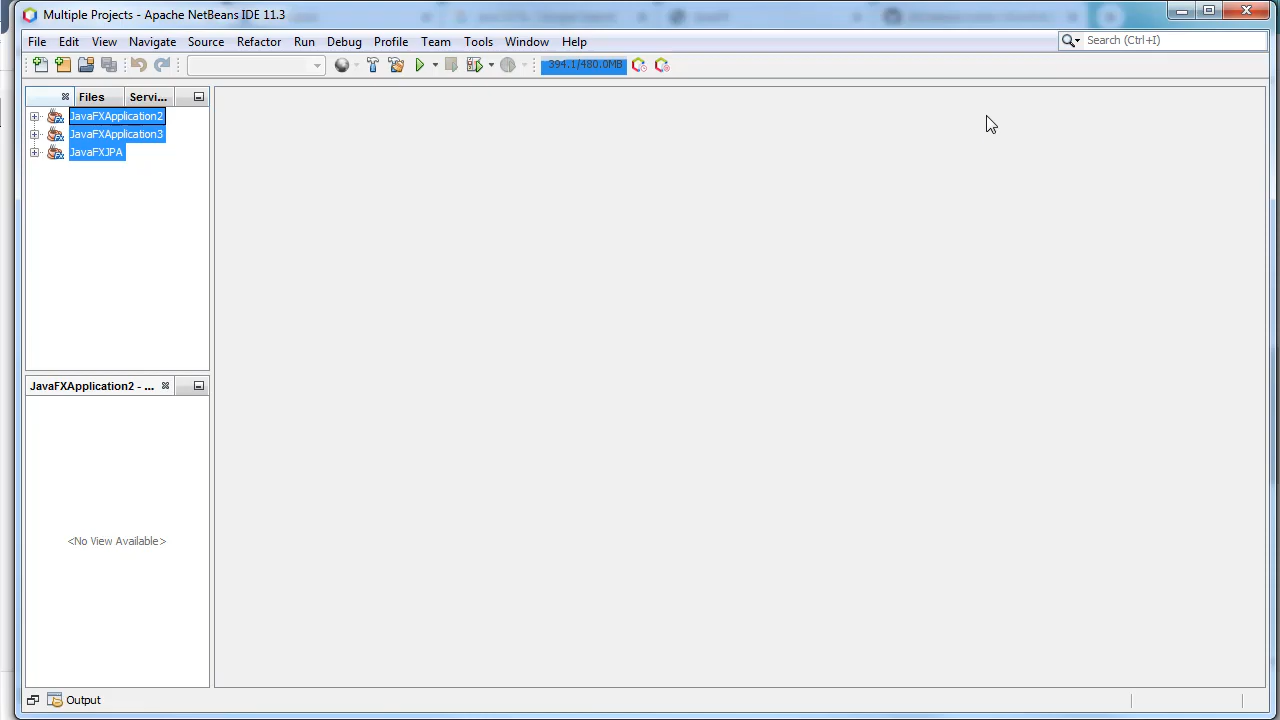 Multiple Projects - Apache NetBeans IDE 11.3
File Edit View Navigate Source Refactor Run Debug Profile Team Tools Window Help
Search (Ctrl+I)
394.1/480.0MB
Files Servi...
JavaFXApplication2
JavaFXApplication3
JavaFXJPA
JavaFXApplication2 - ...
<No View Available>
Output